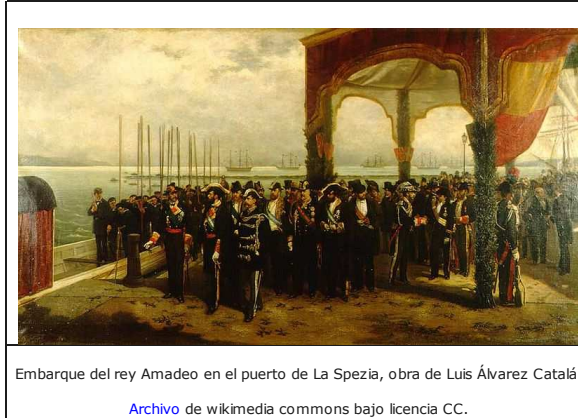 Embarque del rey Amadeo en el puerto de La Spezia, obra de Luis Álvarez Catalá
Archivo de wikimedia commons bajo licencia CC.